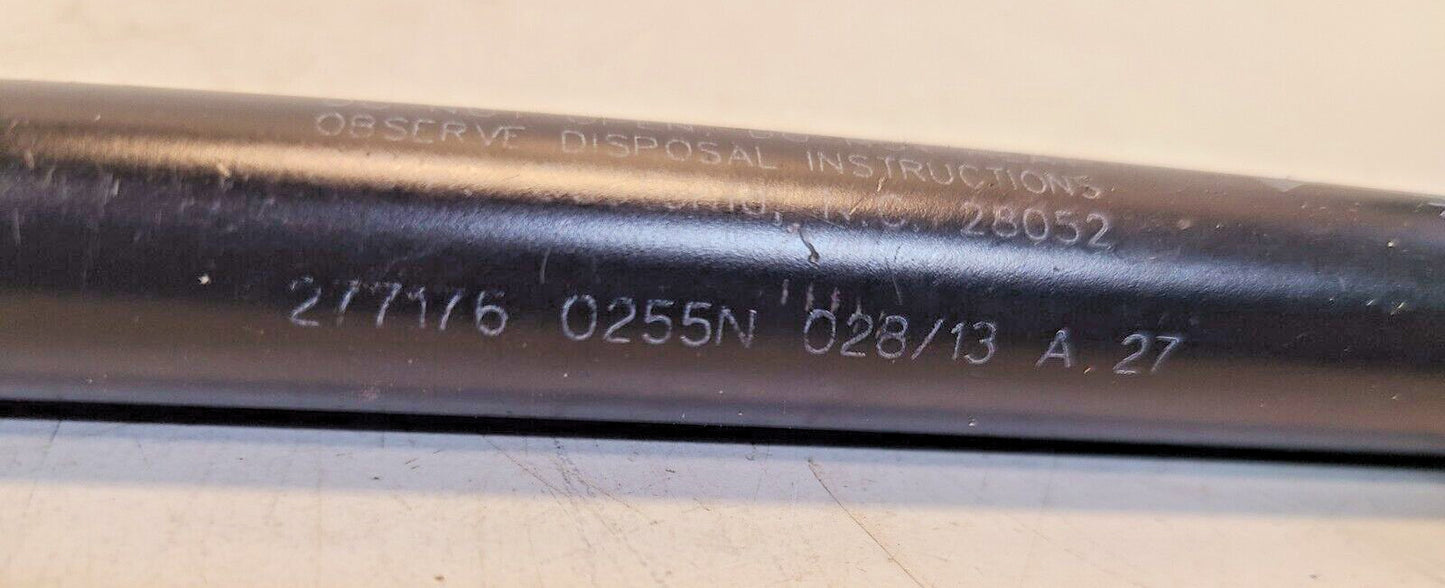 OBSERVE DISPOSAL INSTRUCTIONS
N.C. 28052
277176 0255N 028/13 A 27